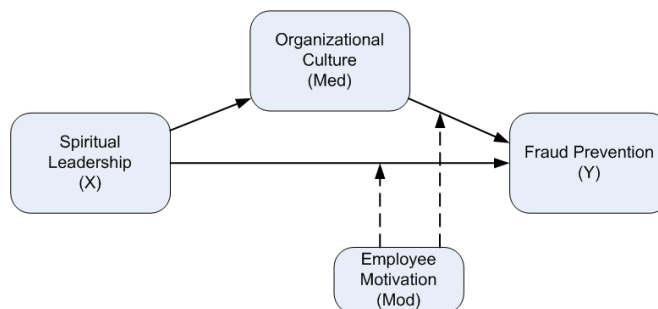 Organizational
Culture
(Med)
Spiritual
Leadership
(X)
Fraud Prevention
(Y)
Employee
Motivation
(Mod)